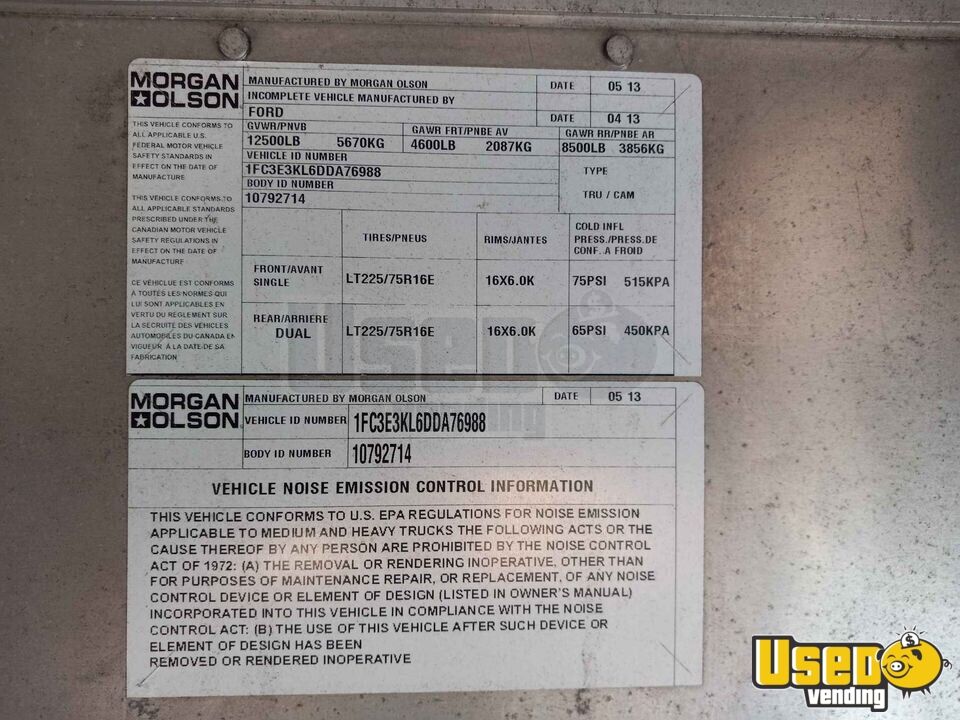 MORGAN
OLSON
MANUFACTURED BY MORGAN OLSON
DATE
05 13
INCOMPLETE VEHICLE MANUFACTURED BY
FORD
DATE
04 13
GVWR/PNVB
12500LB 5670KG
GAWR FRT/PNBE AV
4600LB 2087KG
GAWR RR/PNBE AR
8500LB 3856KG
VEHICLE ID NUMBER
1FC3E3KL6DDA76988
BODY ID NUMBER
10792714
TYPE
TRU / CAM
THIS VEHICLE CONFORMS TO
ALL APPLICABLE U.S.
FEDERAL MOTOR VEHICLE
SAFETY STANDARDS IN
EFFECT ON THE DATE OF
MANUFACTURE
THIS VEHICLE CONFORMS TO
ALL APPLICABLE STANDARDS
PRESCRIBED UNDER THE
CANADIAN MOTOR VEHICLE
SAFETY REGULATIONS IN
EFFECT ON THE DATE OF
MANUFACTURE
CE VÉHICLUE EST CONFORMS
A TOUTES LES NORMES QUI
LUI SONT APPLICABLES EN
VERTU DU RÉGLEMENT SUR
LA SECRUITE DES VEHICLES
AUTOMOBILES DU CANADA EN
VIGUEUR À LA DATE DE SA
FABRICATION
TIRES/PNEUS
RIMS/JANTES
COLD INFL
PRESS./PRESS.DE
CONF..A FROID
FRONT/AVANT
SINGLE
LT225/75R16E
16X6.0K
75PSI 515KPA
REAR/ARRIERE
DUAL
LT225/75R16E
16X6.0K
65PSI 450KPA
MORGAN
OLSON
MANUFACTURED BY MORGAN OLSON
DATE
05 13
VEHICLE ID NUMBER
1FC3E3KL6DDA76988
BODY ID NUMBER
10792714
VEHICLE NOISE EMISSION CONTROL INFORMATION
THIS VEHICLE CONFORMS TO U.S. EPA REGULATIONS FOR NOISE EMISSION
APPLICABLE TO MEDIUM AND HEAVY TRUCKS THE FOLLOWING ACTS OR THE
CAUSE THEREOF BY ANY PERSON ARE PROHIBITED BY THE NOISE CONTROL
ACT OF 1972: (A) THE REMOVAL OR RENDERING INOPERATIVE, OTHER THAN
FOR PURPOSES OF MAINTENANCE REPAIR, OR REPLACEMENT, OF ANY NOISE
CONTROL DEVICE OR ELEMENT OF DESIGN (LISTED IN OWNER'S MANUAL)
INCORPORATED INTO THIS VEHICLE IN COMPLIANCE WITH THE NOISE
CONTROL ACT: (B) THE USE OF THIS VEHICLE AFTER SUCH DEVICE OR
ELEMENT OF DESIGN HAS BEEN
REMOVED OR RENDERED INOPERATIVE
USED
vending
USED
vending